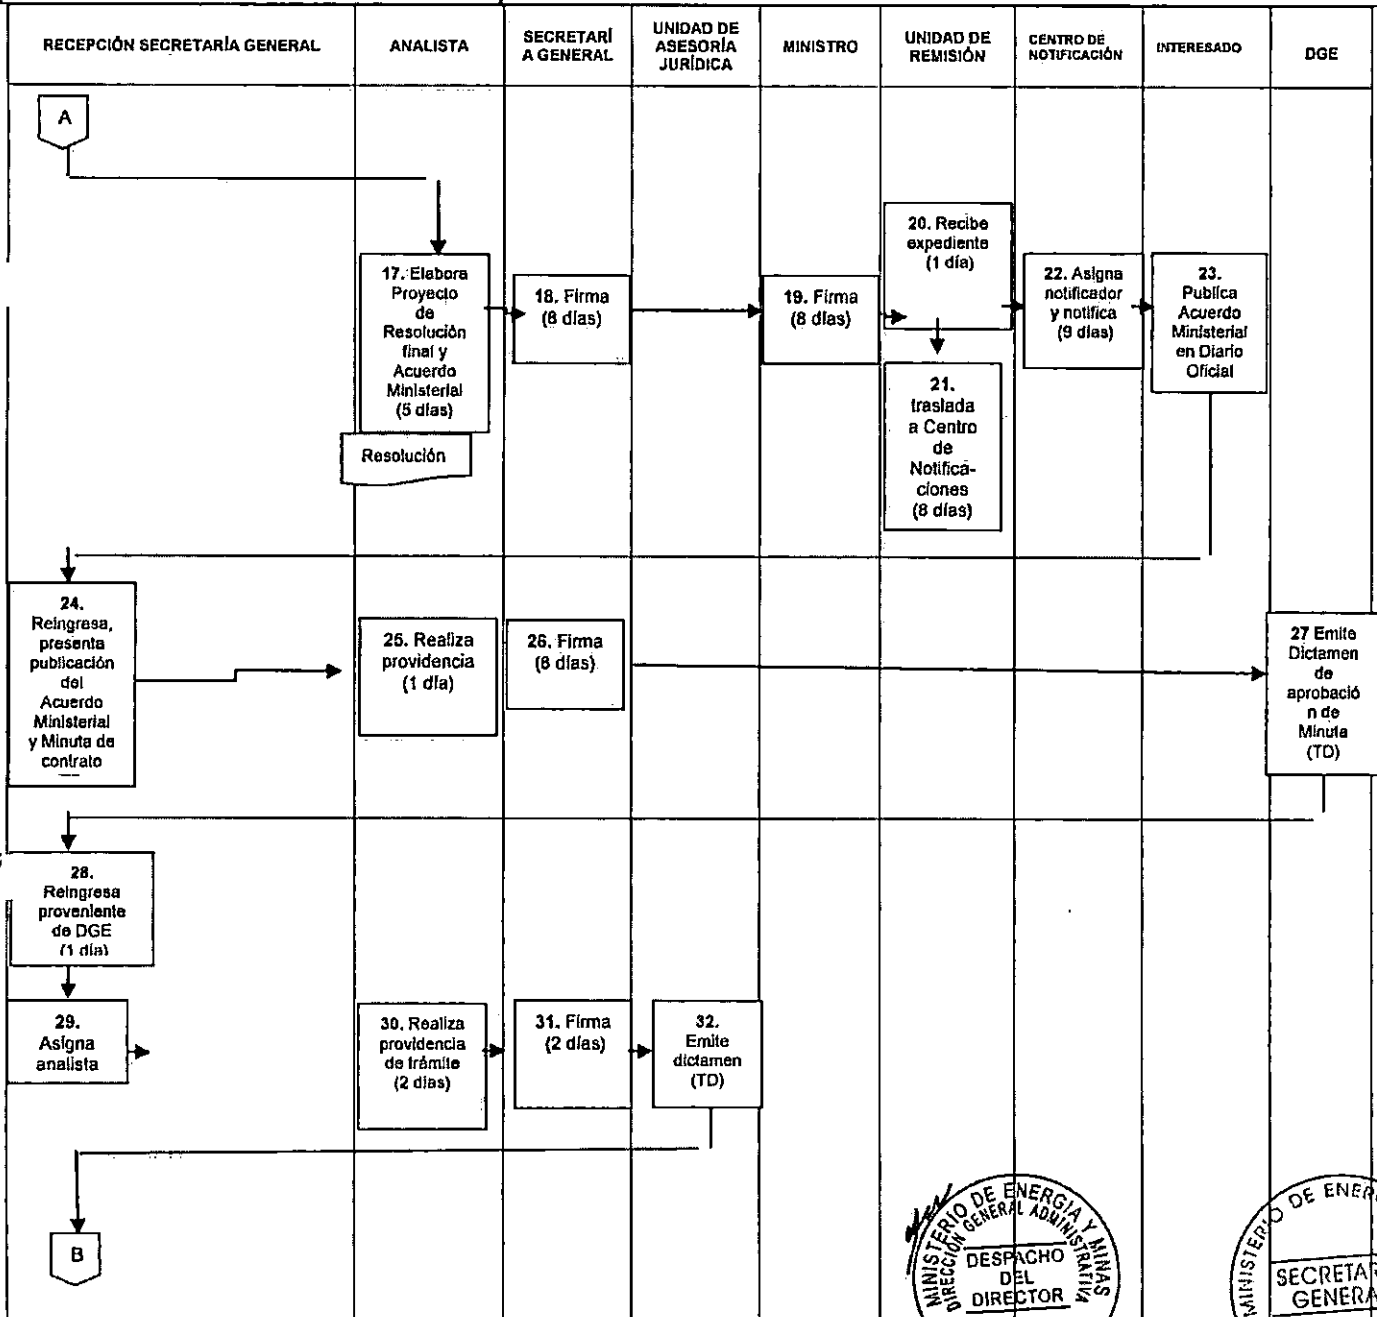 RECEPCIÓN SECRETARÍA GENERAL
ANALISTA
SECRETARÍ
A GENERAL
UNIDAD DE
ASESORÍA
JURÍDICA
MINISTRO
UNIDAD DE
REMISIÓN
CENTRO DE
NOTIFICACIÓN
INTERESADO
DGE
A
17. Elabora
Proyecto
de
Resolución
final y
Acuerdo
Ministerial
(5 días)
Resolución
18. Firma
(8 días)
19. Firma
(8 días)
20. Recibe
expediente
(1 día)
21.
traslada
a Centro
de
Notifica-
ciones
(8 días)
22. Asigna
notificador
y notifica
(9 días)
23.
Publica
Acuerdo
Ministerial
en Diario
Oficial
24.
Reingresa,
presenta
publicación
del
Acuerdo
Ministerial
y Minuta de
contrato
25. Realiza
providencia
(1 día)
26. Firma
(8 días)
27 Emite
Dictamen
de
aprobació
n de
Minuta
(TD)
28.
Reingresa
proveniente
de DGE
(1 día)
29.
Asigna
analista
30. Realiza
providencia
de trámite
(2 días)
31. Firma
(2 días)
32.
Emite
dictamen
(TD)
B
MINISTERIO DE ENERGIA Y MINAS
DIRECCIÓN GENERAL ADMINISTRATIVA
DESPACHO
DEL
DIRECTOR
MINISTERIO DE ENER
SECRETAR
GENERA